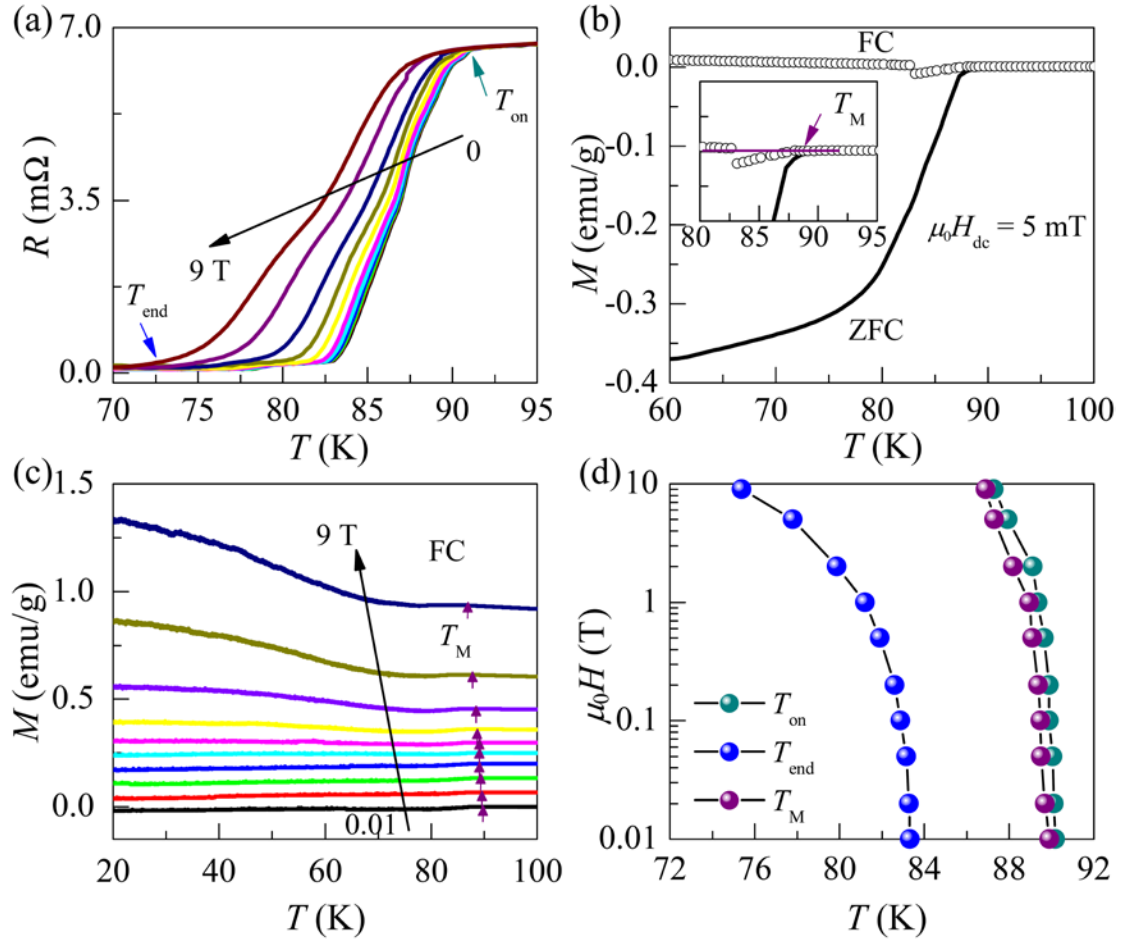 (a)
7.0
3.5
0.0
R (mΩ)
T_on
0
9 T
T_end
70 75 80 85 90 95
T (K)
(b)
0.0
-0.1
-0.2
-0.3
-0.4
M (emu/g)
FC
T_M
80 85 90 95
μ₀H_dc = 5 mT
ZFC
60 70 80 90 100
T (K)
(c)
1.5
1.0
0.5
0.0
M (emu/g)
9 T
FC
T_M
0.01
20 40 60 80 100
T (K)
(d)
10
1
0.1
0.01
μ₀H (T)
T_on
T_end
T_M
72 76 80 84 88 92
T (K)